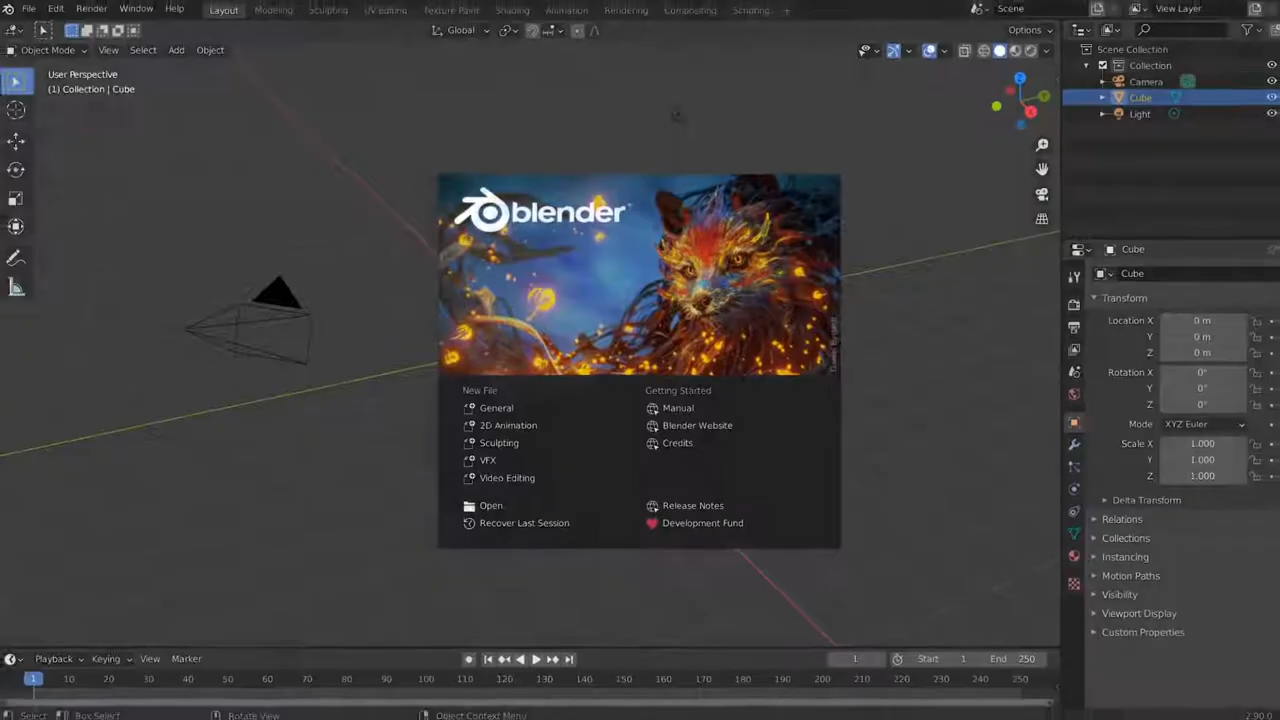 File Edit Render Window Help Layout Modeling Sculpting UV Editing Texture Paint Shading Animation Rendering Compositing Scripting + Scene View Layer
Global Options
Object Mode View Select Add Object
Scene Collection
User Perspective
(1) Collection | Cube
Collection
Camera
Cube
Light
blender
Cube
Cube
Transform
Location X 0 m
Y 0 m
Z 0 m
Rotation X 0°
Y 0°
Z 0°
Mode XYZ Euler
Scale X 1.000
Y 1.000
Z 1.000
Delta Transform
Relations
Collections
Instancing
Motion Paths
Visibility
Viewport Display
Custom Properties
New File
General
2D Animation
Sculpting
VFX
Video Editing
Open
Recover Last Session
Getting Started
Manual
Blender Website
Credits
Release Notes
Development Fund
Playback Keying View Marker 1 Start 1 End 250
1 10 20 30 40 50 60 70 80 90 100 110 120 130 140 150 160 170 180 190 200 210 220 230 240 250
Select Box Select Rotate View Object Context Menu 2.90.0